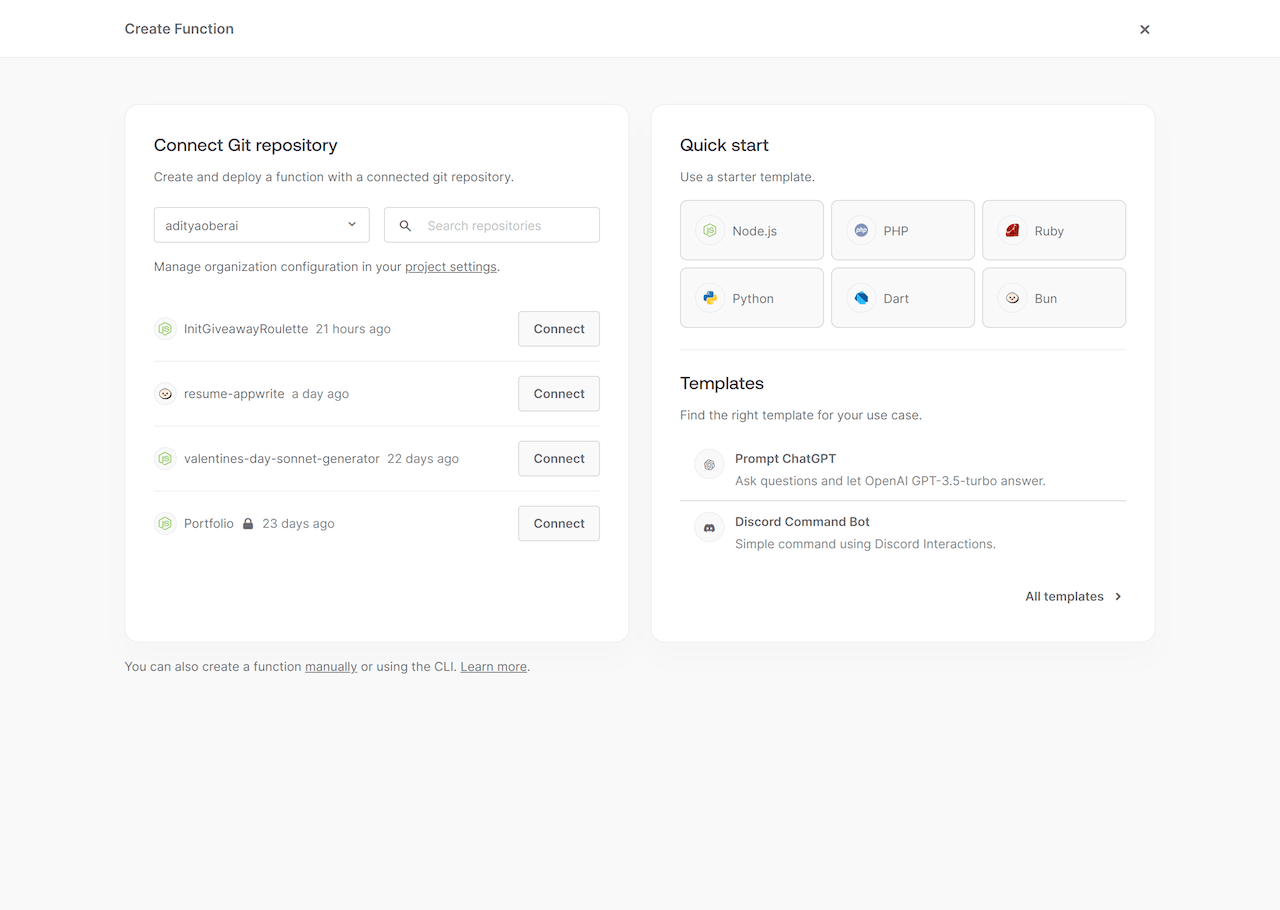 Create Function
Connect Git repository
Create and deploy a function with a connected git repository.
adityaoberai
Search repositories
Manage organization configuration in your project settings.
InitGiveawayRoulette 21 hours ago
Connect
resume-appwrite a day ago
Connect
valentines-day-sonnet-generator 22 days ago
Connect
Portfolio 23 days ago
Connect
Quick start
Use a starter template.
Node.js
PHP
Ruby
Python
Dart
Bun
Templates
Find the right template for your use case.
Prompt ChatGPT
Ask questions and let OpenAI GPT-3.5-turbo answer.
Discord Command Bot
Simple command using Discord Interactions.
All templates
You can also create a function manually or using the CLI. Learn more.